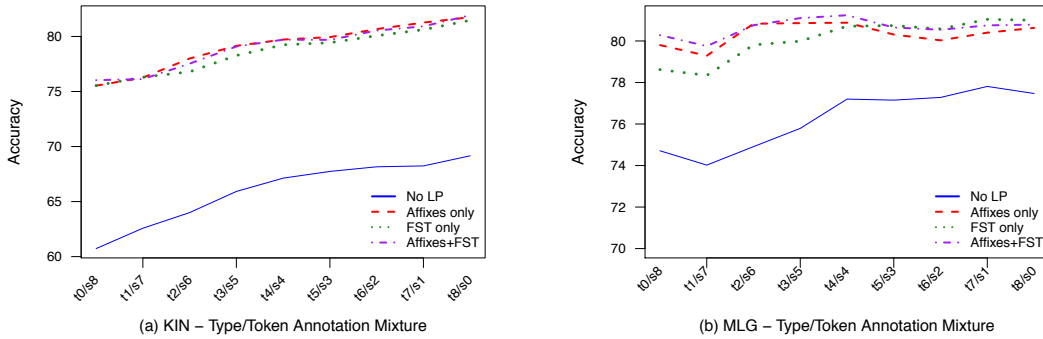 Accuracy
80
75
70
65
60
No LP
Affixes only
FST only
Affixes+FST
t0/s8
t1/s7
t2/s6
t3/s5
t4/s4
t5/s3
t6/s2
t7/s1
t8/s0
(a) KIN − Type/Token Annotation Mixture
Accuracy
80
78
76
74
72
70
No LP
Affixes only
FST only
Affixes+FST
t0/s8
t1/s7
t2/s6
t3/s5
t4/s4
t5/s3
t6/s2
t7/s1
t8/s0
(b) MLG − Type/Token Annotation Mixture